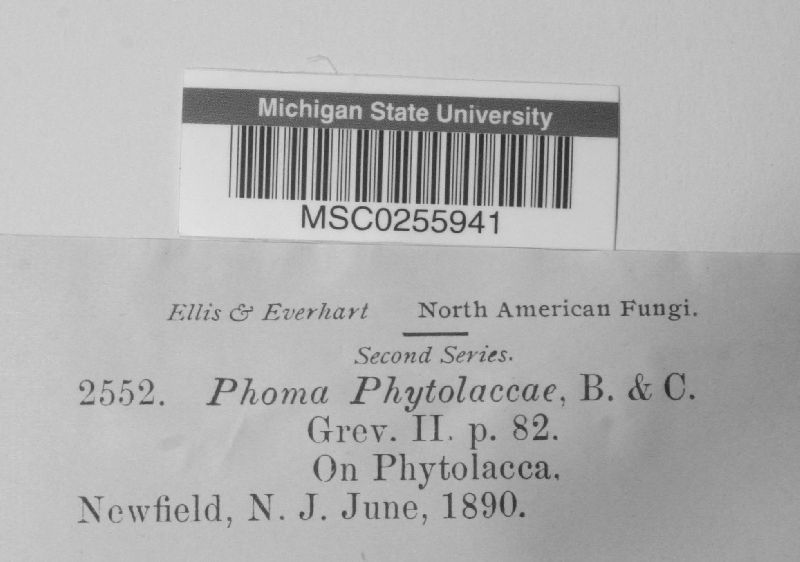 Michigan State University
MSC0255941
Ellis & Everhart North American Fungi.
Second Series.
2552. Phoma Phytolaccae, B. & C.
Grev. II. p. 82.
On Phytolacca.
Newfield, N. J. June, 1890.